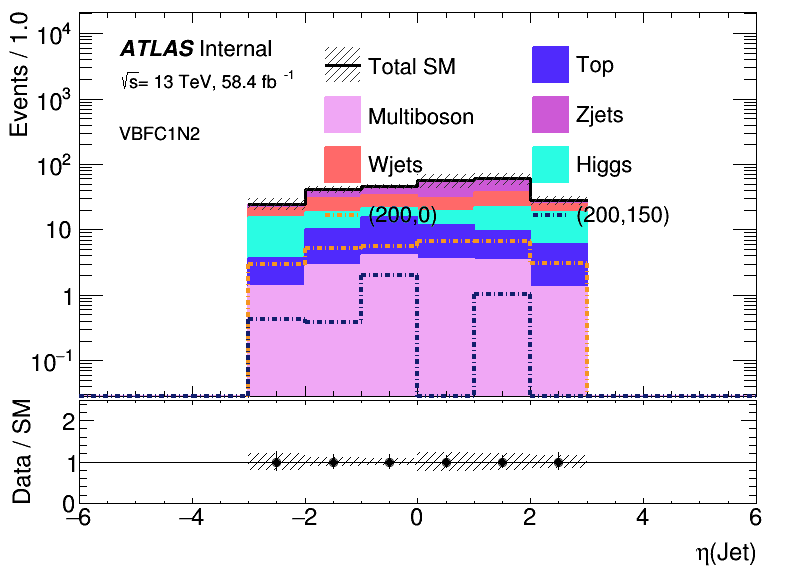 Events / 1.0
10⁴
10³
10²
10
1
10⁻¹
ATLAS Internal
√s= 13 TeV, 58.4 fb ⁻¹
VBFC1N2
Total SM
Top
Multiboson
Zjets
Wjets
Higgs
(200,0)
(200,150)
Data / SM
2
1
0
−6 −4 −2 0 2 4 6
η(Jet)